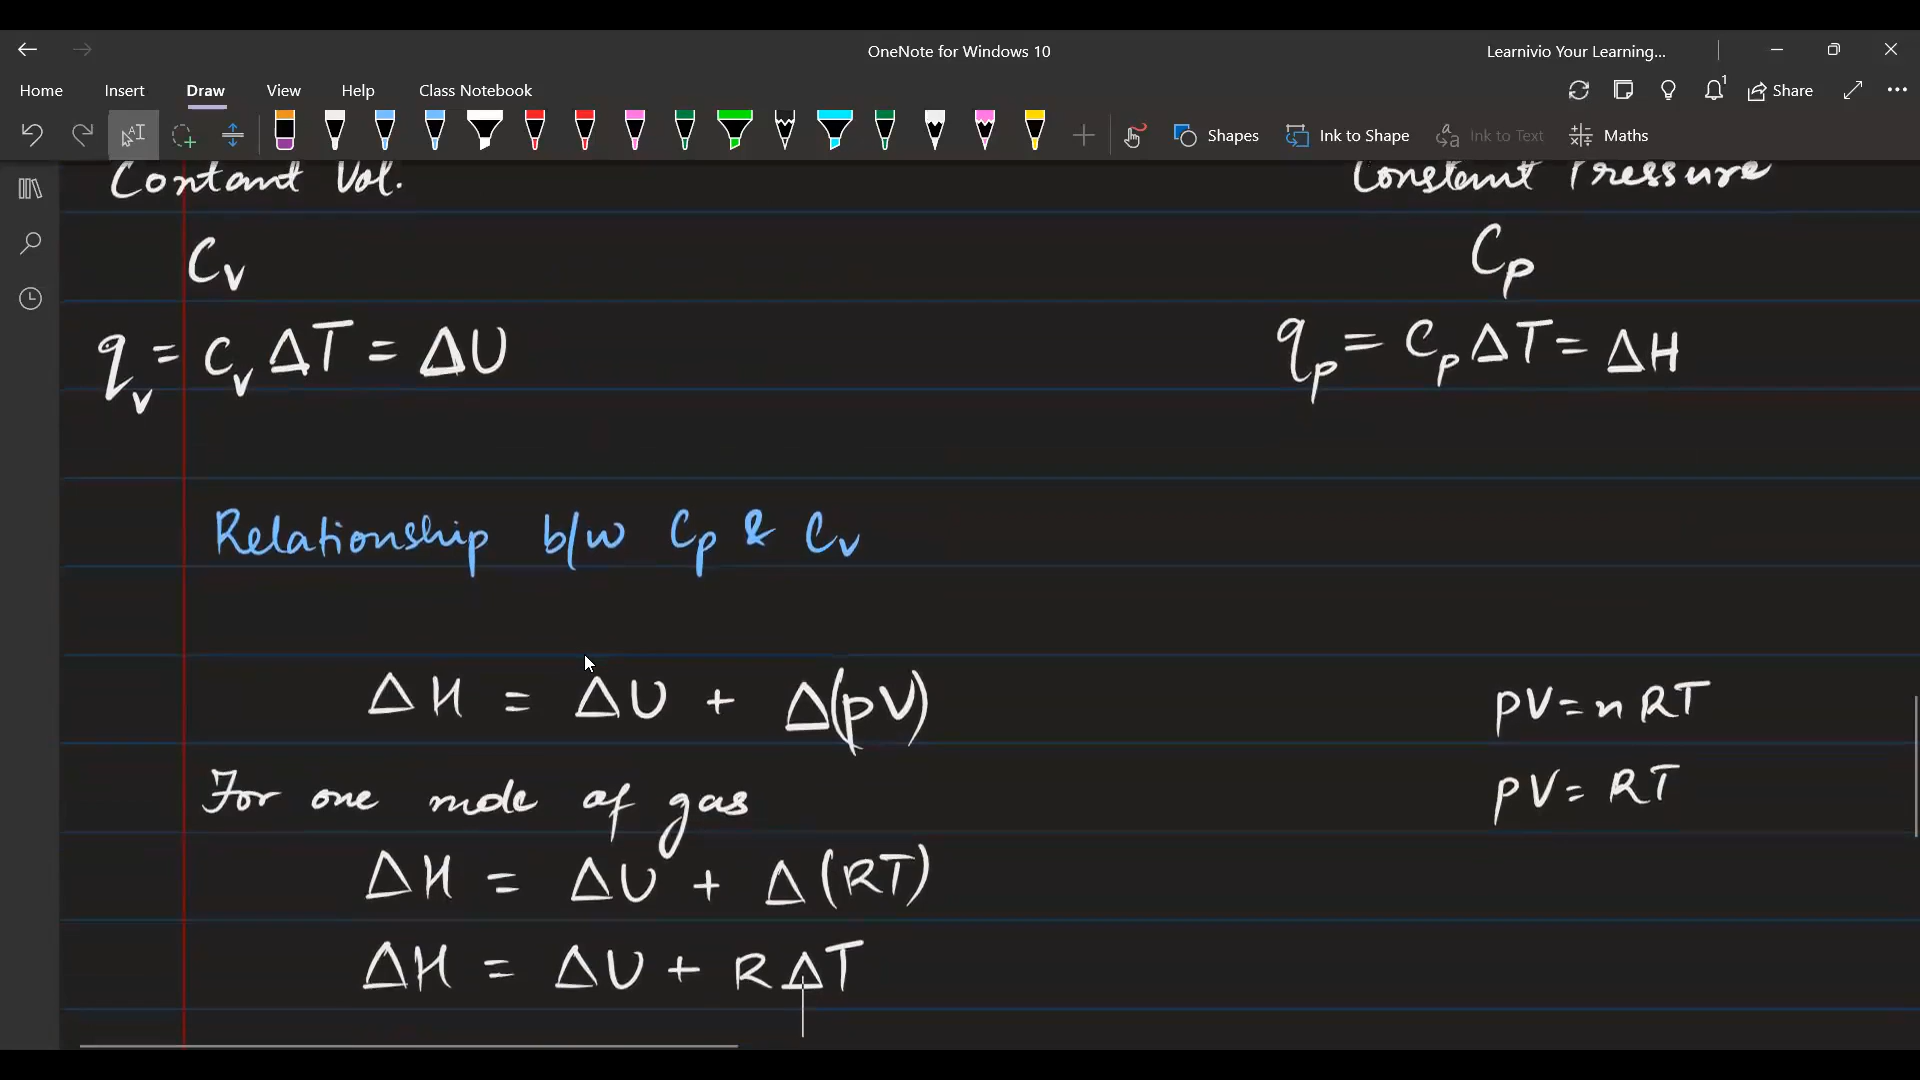 OneNote for Windows 10
Learnivio Your Learning...
Home Insert Draw View Help Class Notebook
1 Share
Shapes Ink to Shape Ink to Text Maths
Contant Vol. Constant Pressure
Cv Cp
qv = Cv ΔT = ΔU qp = Cp ΔT = ΔH
Relationship b/w Cp & Cv
ΔH = ΔU + Δ(pV) pV = nRT
For one mole of gas pV = RT
ΔH = ΔU + Δ(RT)
ΔH = ΔU + RΔT